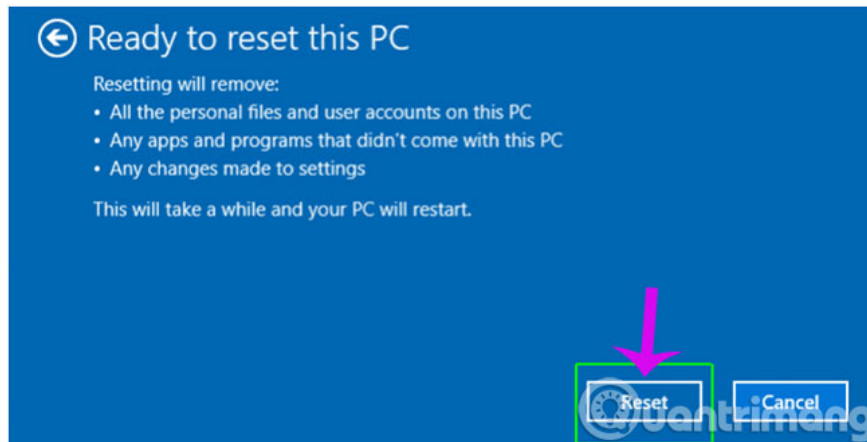 Ready to reset this PC
Resetting will remove:
• All the personal files and user accounts on this PC
• Any apps and programs that didn't come with this PC
• Any changes made to settings
This will take a while and your PC will restart.
Reset
Cancel
Quantrimang